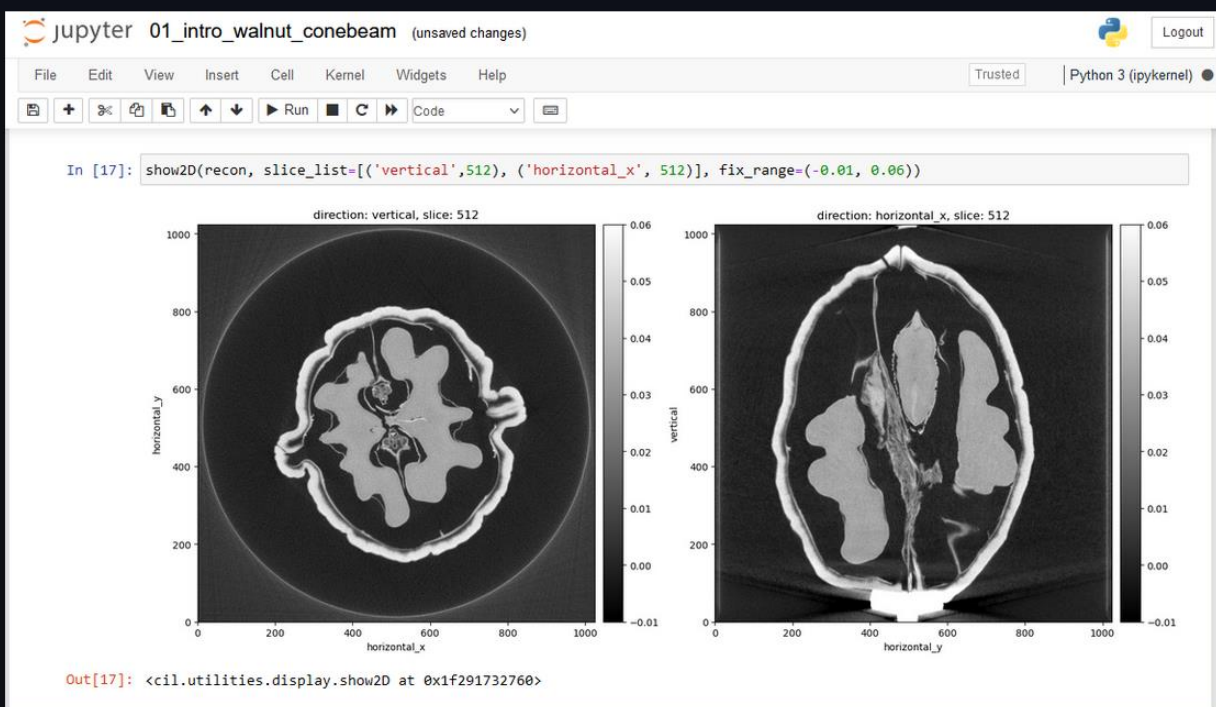 jupyter 01_intro_walnut_conebeam (unsaved changes)
Logout
File Edit View Insert Cell Kernel Widgets Help
Trusted
Python 3 (ipykernel)
Run
Code
In [17]: show2D(recon, slice_list=[('vertical',512), ('horizontal_x', 512)], fix_range=(-0.01, 0.06))
direction: vertical, slice: 512
1000
800
600
400
200
0
horizontal_y
0 200 400 600 800 1000
horizontal_x
0.06
0.05
0.04
0.03
0.02
0.01
0.00
−0.01
direction: horizontal_x, slice: 512
1000
800
600
400
200
0
vertical
0 200 400 600 800 1000
horizontal_y
0.06
0.05
0.04
0.03
0.02
0.01
0.00
−0.01
Out[17]: <cil.utilities.display.show2D at 0x1f291732760>